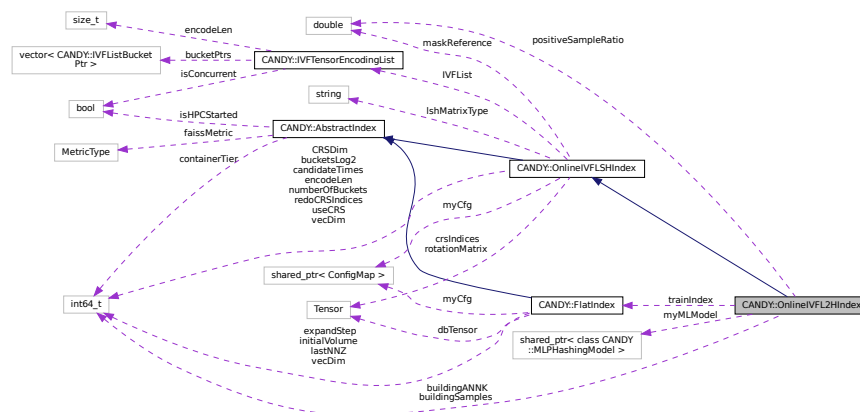 size_t
encodeLen
double
positiveSampleRatio
maskReference
vector< CANDY::IVFListBucket
Ptr >
bucketPtrs
CANDY::IVFTensorEncodingList
isConcurrent
IVFList
string
lshMatrixType
bool
isHPCStarted
CANDY::AbstractIndex
MetricType
faissMetric
containerTier
CRSDim
bucketsLog2
candidateTimes
encodeLen
numberOfBuckets
redoCRSIndices
useCRS
vecDim
CANDY::OnlineIVFLSHIndex
myCfg
crsIndices
rotationMatrix
shared_ptr< ConfigMap >
int64_t
Tensor
myCfg
CANDY::FlatIndex
trainIndex
CANDY::OnlineIVFL2HIndex
myMLModel
dbTensor
expandStep
initialVolume
lastNNZ
vecDim
shared_ptr< class CANDY
::MLPHashingModel >
buildingANNK
buildingSamples